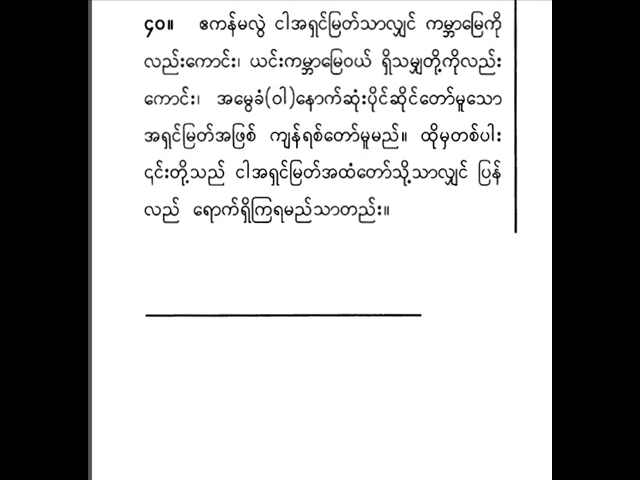 ၄၀။ ဧကန်မလွဲ ငါအရှင်မြတ်သာလျှင် ကမ္ဘာမြေကို
လည်းကောင်း၊ ယင်းကမ္ဘာမြေဝယ် ရှိသမျှတို့ကိုလည်း
ကောင်း၊ အမွေခံ(ဝါ)နောက်ဆုံးပိုင်ဆိုင်တော်မူသော
အရှင်မြတ်အဖြစ် ကျန်ရစ်တော်မူမည်။ ထိုမှတစ်ပါး
၎င်းတို့သည် ငါအရှင်မြတ်အထံတော်သို့သာလျှင် ပြန်
လည် ရောက်ရှိကြရမည်သာတည်း။